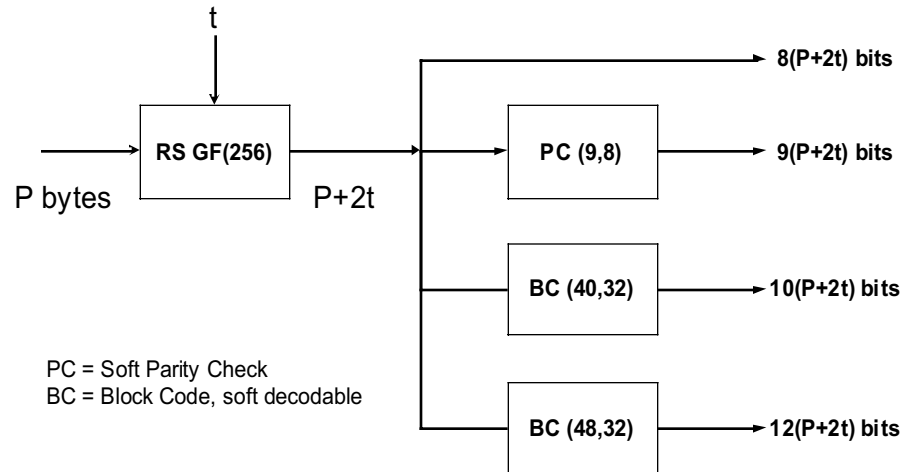 t
8(P+2t) bits
RS GF(256)
PC (9,8)
9(P+2t) bits
P bytes
P+2t
BC (40,32)
10(P+2t) bits
PC = Soft Parity Check
BC = Block Code, soft decodable
BC (48,32)
12(P+2t) bits